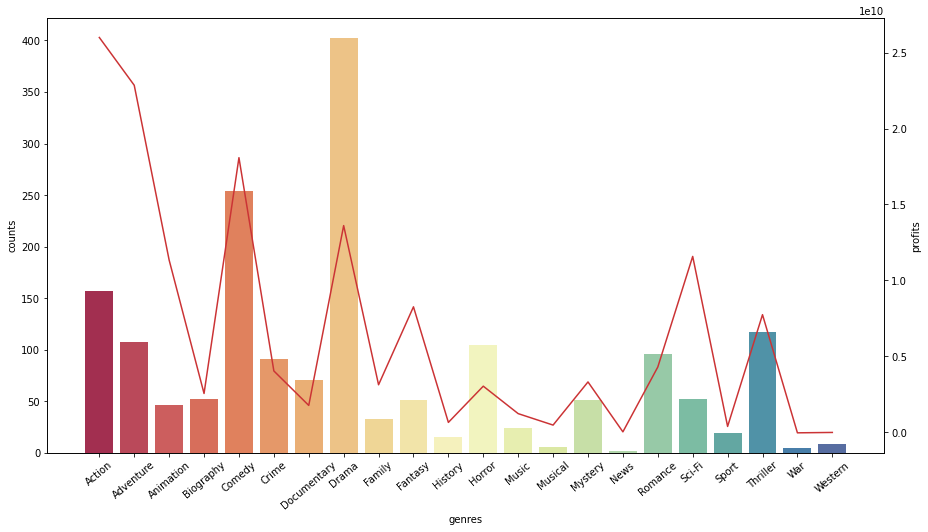 1e10
400
350
300
250
200
150
100
50
0
counts
2.5
2.0
1.5
1.0
0.5
0.0
profits
Action
Adventure
Animation
Biography
Comedy
Crime
Documentary
Drama
Family
Fantasy
History
Horror
Music
Musical
Mystery
News
Romance
Sci-Fi
Sport
Thriller
War
Western
genres